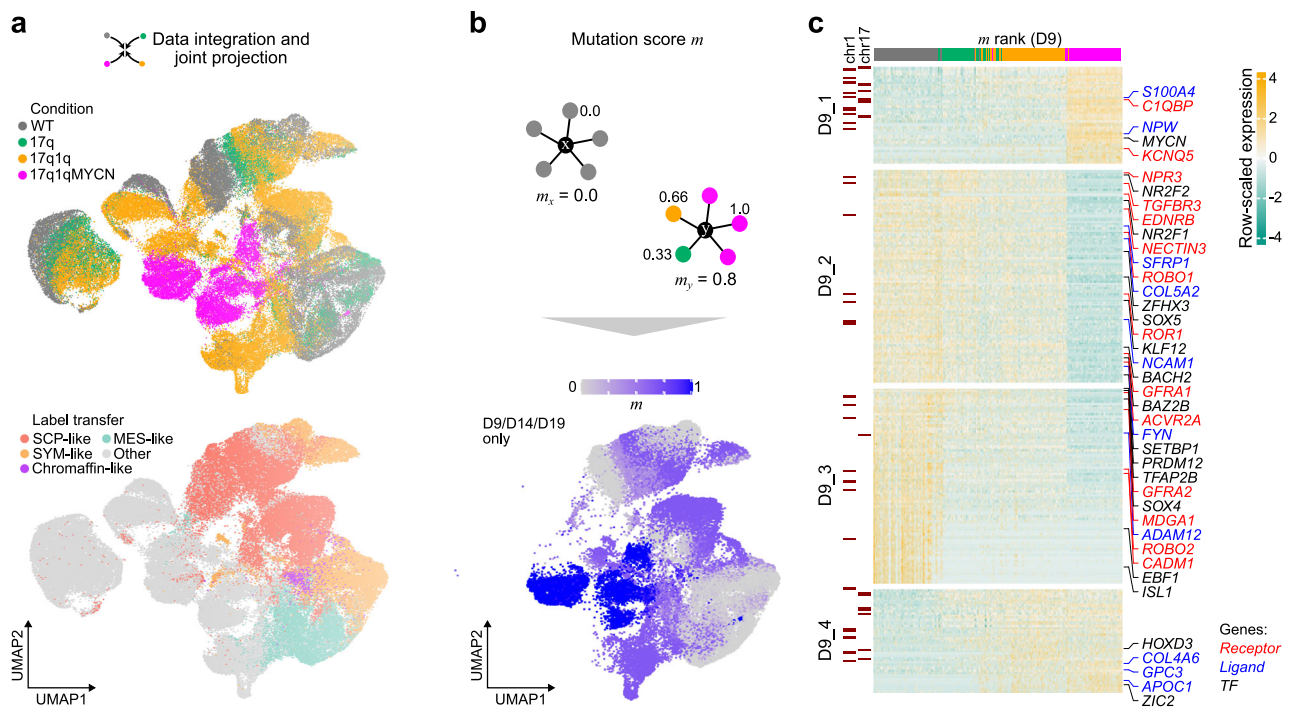 a
Data integration and
joint projection
Condition
WT
17q
17q1q
17q1qMYCN
Label transfer
SCP-like
MES-like
SYM-like
Other
Chromaffin-like
UMAP2
UMAP1
b
Mutation score m
0.0
x
mx = 0.0
0.66
1.0
y
0.33
my = 0.8
0
1
m
D9/D14/D19
only
UMAP2
UMAP1
c
chr1
chr17
m rank (D9)
D9_1
D9_2
D9_3
D9_4
S100A4
C1QBP
NPW
MYCN
KCNQ5
NPR3
NR2F2
TGFBR3
EDNRB
NR2F1
NECTIN3
SFRP1
ROBO1
COL5A2
ZFHX3
SOX5
ROR1
KLF12
NCAM1
BACH2
GFRA1
BAZ2B
ACVR2A
FYN
SETBP1
PRDM12
TFAP2B
GFRA2
SOX4
MDGA1
ADAM12
ROBO2
CADM1
EBF1
ISL1
HOXD3
COL4A6
GPC3
APOC1
ZIC2
Row-scaled expression
4
2
0
−2
−4
Genes:
Receptor
Ligand
TF